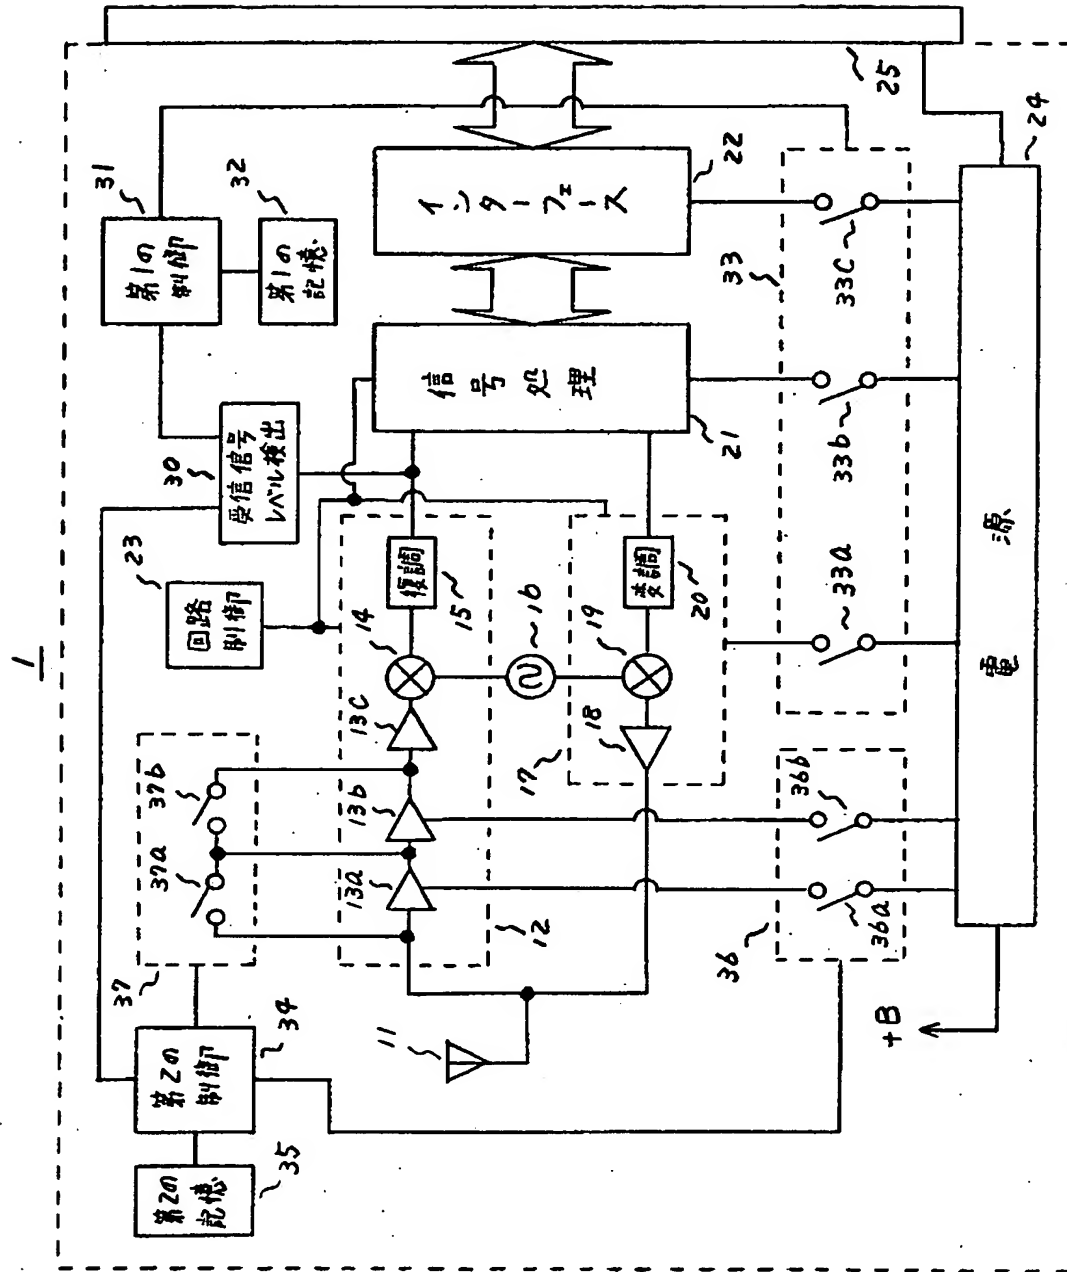 1
37
37a
37b
23
回路
制御
30
受信信号
レベル検出
31
第1の
制御
32
第1の
記憶
35
第2の
記憶
34
第2の
制御
11
12
13a
13b
13c
14
復調
15
16
17
18
19
変調
20
信号処理
21
インターフェース
22
25
24
電源
33
33a
33b
33c
36
36a
36b
+B